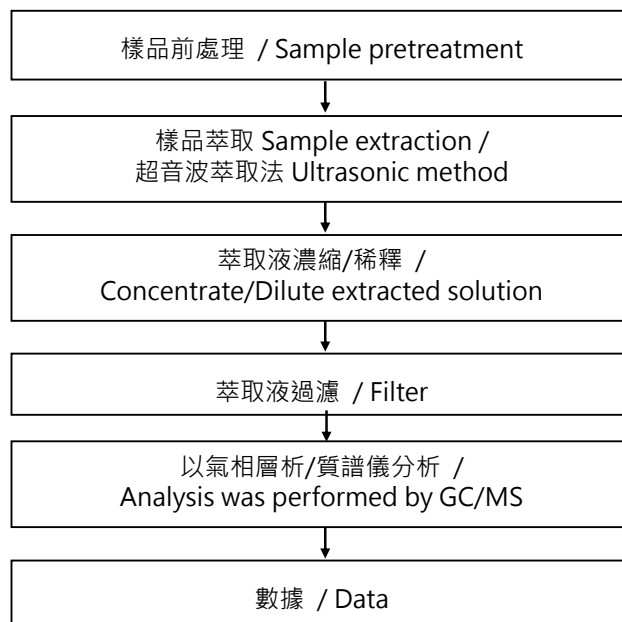 樣品前處理 / Sample pretreatment
樣品萃取 Sample extraction /
超音波萃取法 Ultrasonic method
萃取液濃縮/稀釋 /
Concentrate/Dilute extracted solution
萃取液過濾 / Filter
以氣相層析/質譜儀分析 /
Analysis was performed by GC/MS
數據 / Data